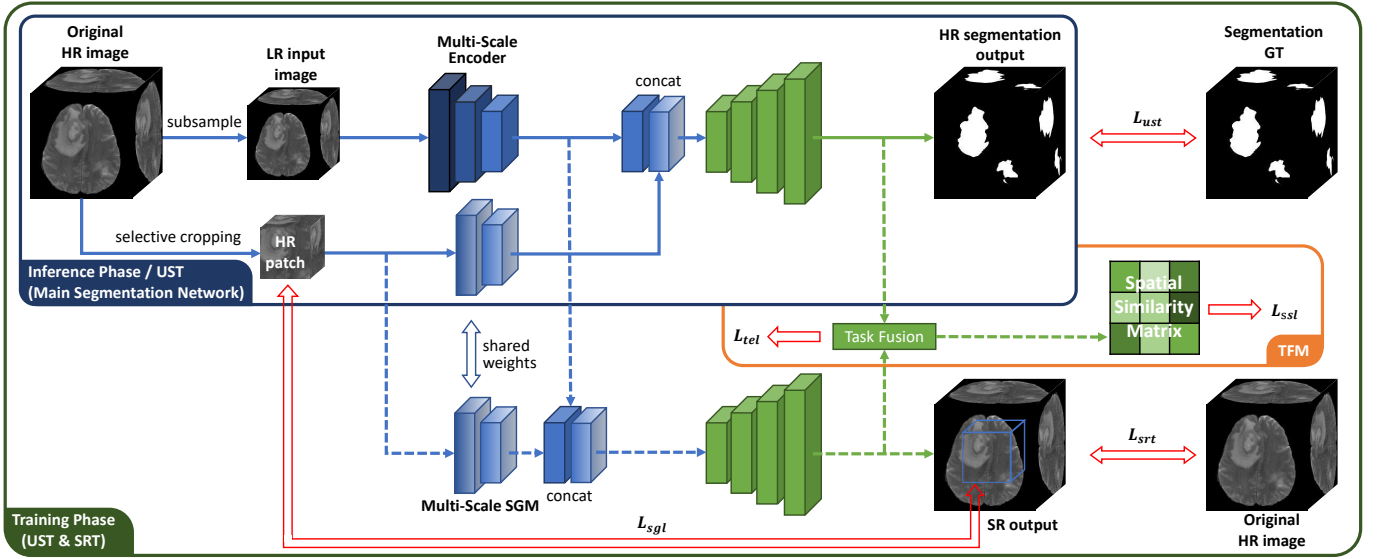 Original
HR image
LR input
image
Multi-Scale
Encoder
concat
HR segmentation
output
Segmentation
GT
subsample
L_ust
selective cropping
HR
patch
Inference Phase / UST
(Main Segmentation Network)
shared
weights
L_tel
Task Fusion
Spatial
Similarity
Matrix
L_ssl
TFM
L_srt
concat
Multi-Scale SGM
L_sgl
SR output
Original
HR image
Training Phase
(UST & SRT)